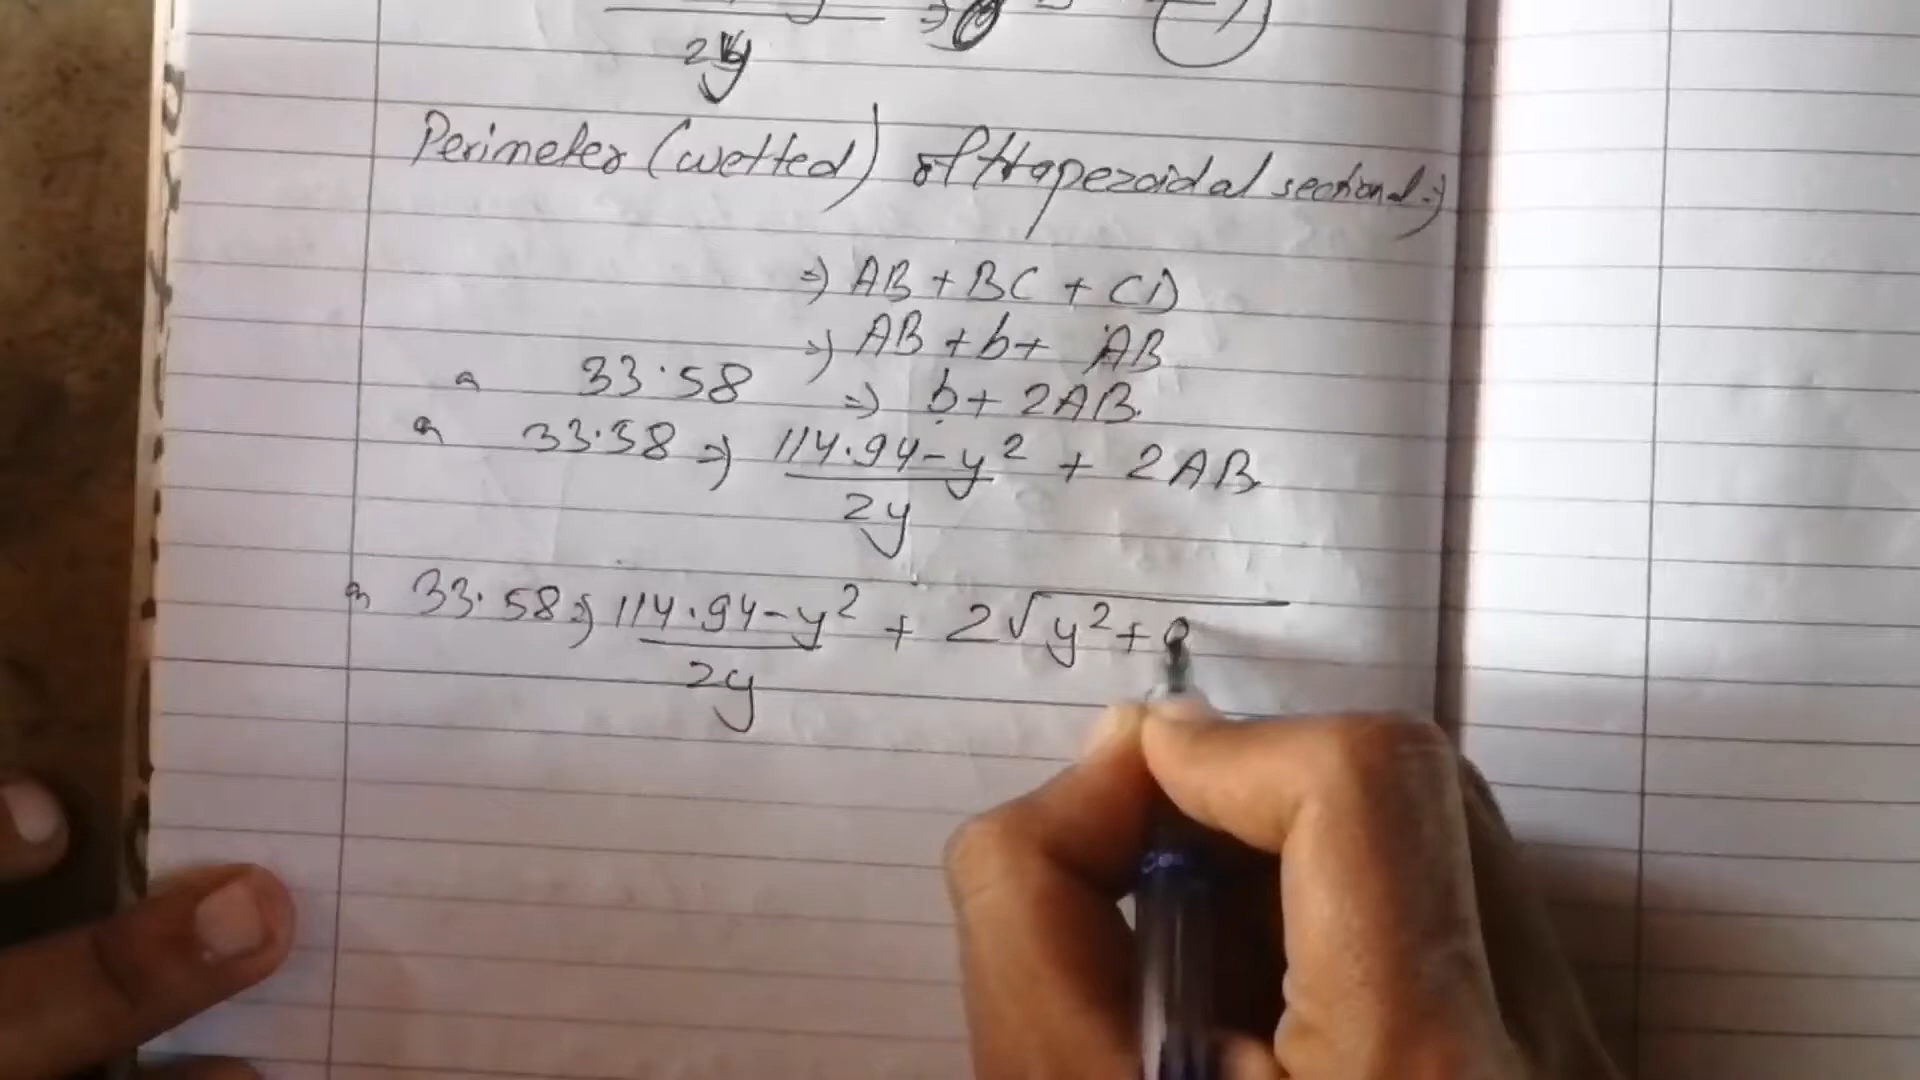 2y
Perimeter (wetted) of trapezoidal sectional ⇒
⇒ AB + BC + CD
⇒ AB + b + AB
33.58 ⇒ b + 2AB.
33.58 ⇒ 114.94-y² / 2y + 2AB
33.58 ⇒ 114.94-y² / 2y + 2√y²+